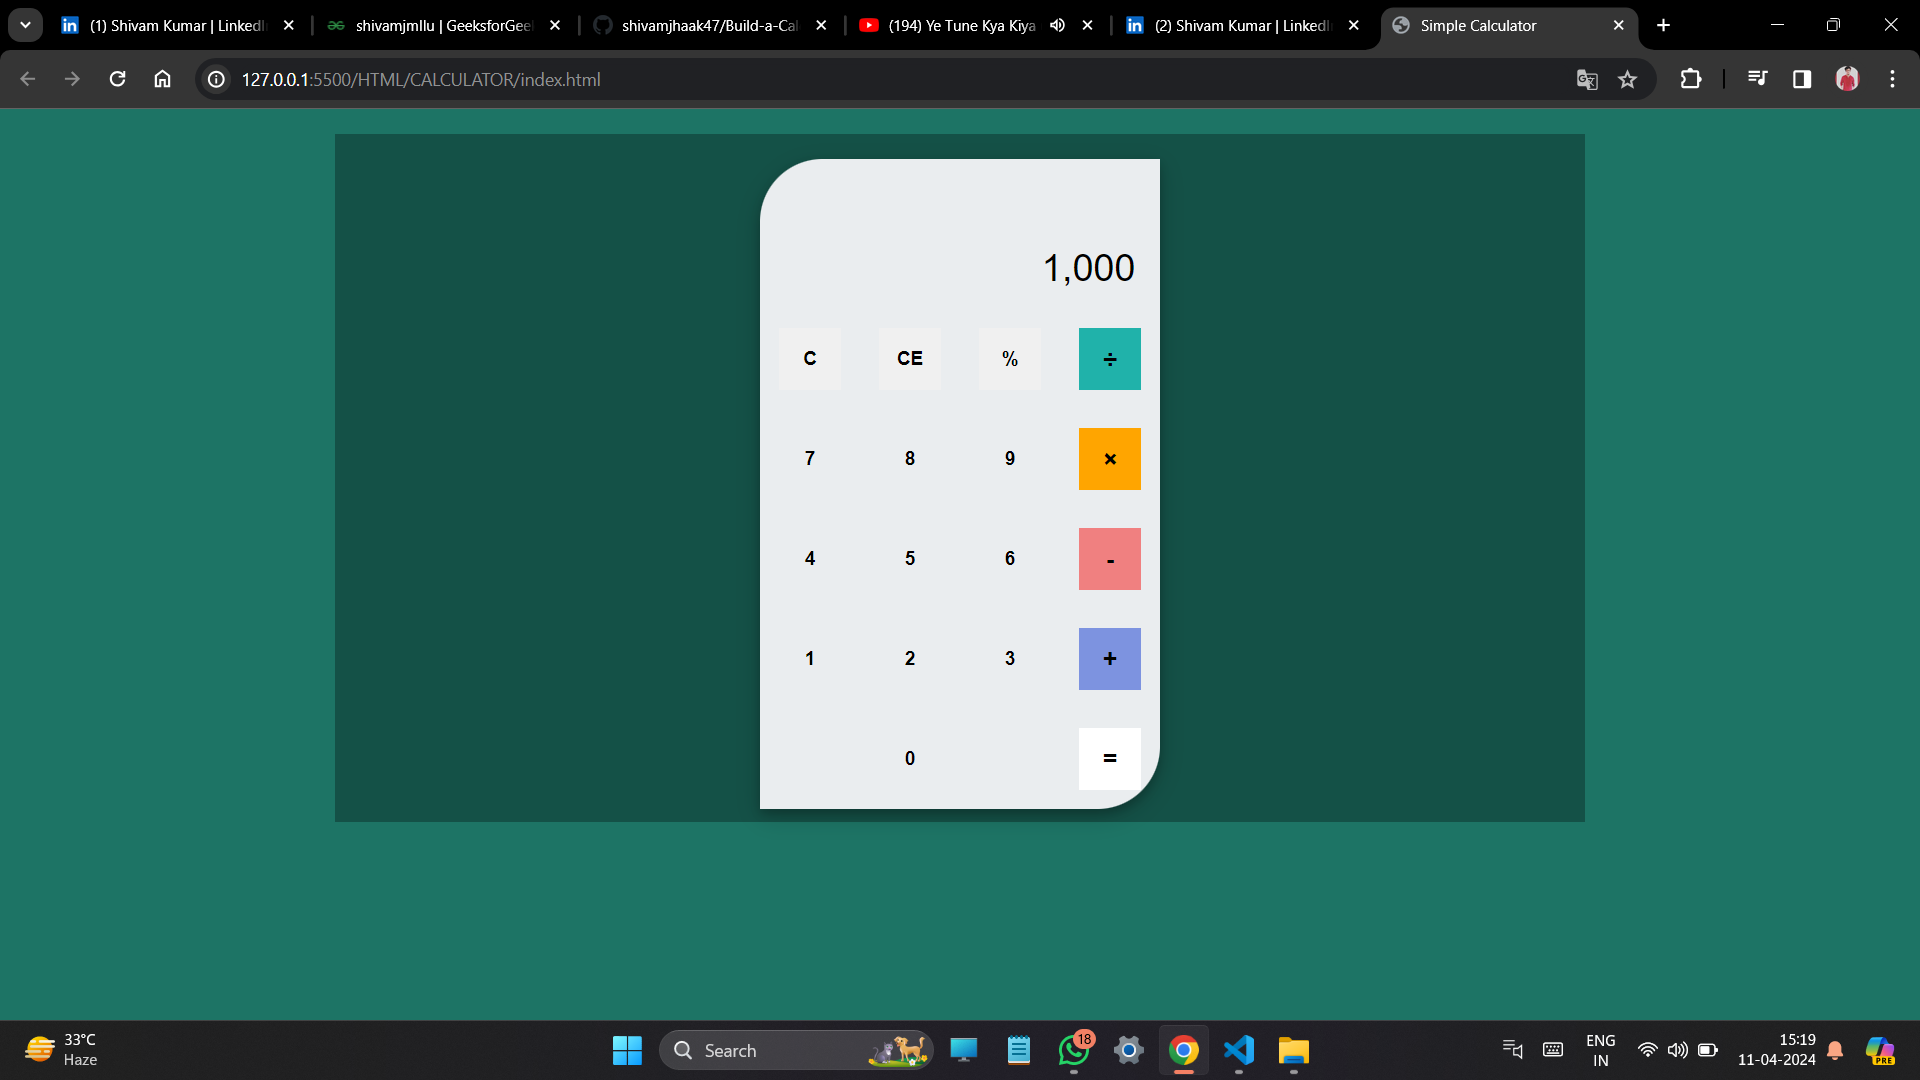 (1) Shivam Kumar | LinkedI
shivamjmllu | GeeksforGee
shivamjhaak47/Build-a-Cal
(194) Ye Tune Kya Kiya
(2) Shivam Kumar | LinkedI
Simple Calculator
127.0.0.1:5500/HTML/CALCULATOR/index.html
1,000
C CE % ÷
7 8 9 ×
4 5 6 -
1 2 3 +
0 =
33°C
Haze
Search
18
ENG
IN
15:19
11-04-2024
PRE